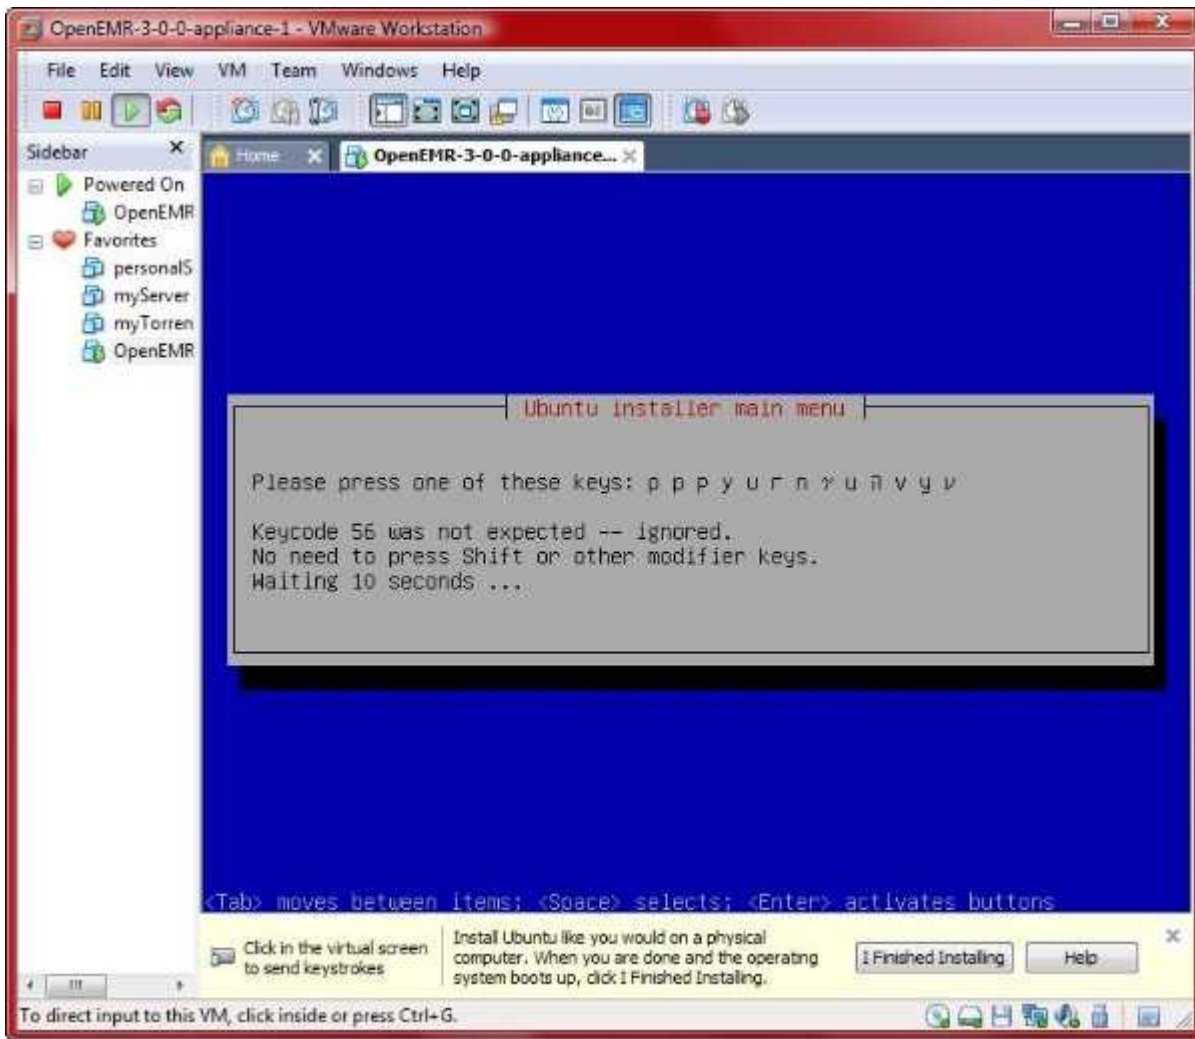 OpenEMR-3-0-0-appliance-1 - VMware Workstation
File Edit View VM Team Windows Help
Sidebar
Home
OpenEMR-3-0-0-appliance...
Powered On
OpenEMR
Favorites
personalS
myServer
myTorren
OpenEMR
Ubuntu installer main menu
Please press one of these keys: p p
Keycode 56 was not expected -- ignored.
No need to press Shift or other modifier keys.
Waiting 10 seconds ...
<Tab> moves between items; <Space> selects; <Enter> activates buttons
Click in the virtual screen
to send keystrokes
Install Ubuntu like you would on a physical
computer. When you are done and the operating
system boots up, click I Finished Installing.
I Finished Installing
Help
To direct input to this VM, click inside or press Ctrl+G.